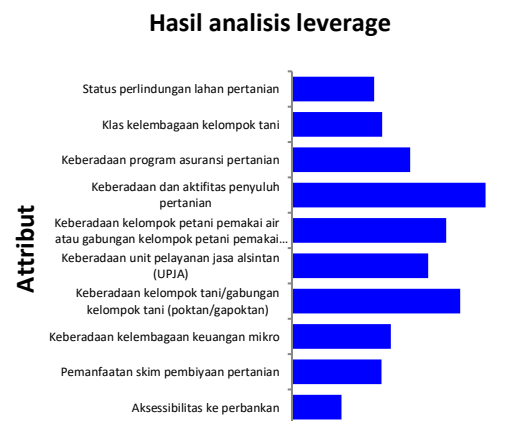 Hasil analisis leverage
Status perlindungan lahan pertanian
Klas kelembagaan kelompok tani
Keberadaan program asuransi pertanian
Keberadaan dan aktifitas penyuluh
pertanian
Keberadaan kelompok petani pemakai air
atau gabungan kelompok petani pemakai...
Keberadaan unit pelayanan jasa alsintan
(UPJA)
Keberadaan kelompok tani/gabungan
kelompok tani (poktan/gapoktan)
Keberadaan kelembagaan keuangan mikro
Pemanfaatan skim pembiyaan pertanian
Aksessibilitas ke perbankan
Attribut